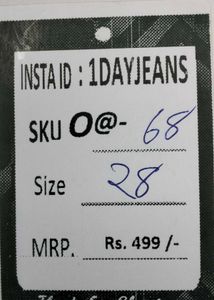 INSTA ID : 1DAYJEANS
SKU O@- 68
Size 28
MRP. Rs. 499 /-